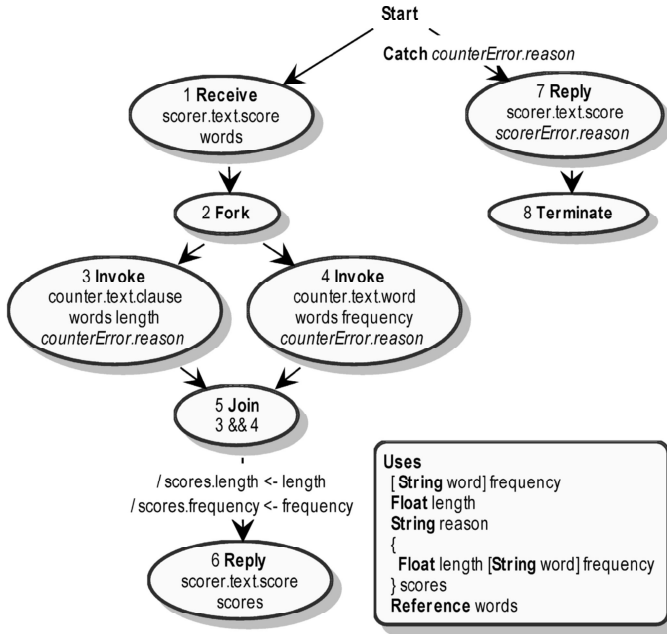 Start
Catch counterError.reason
1 Receive
scorer.text.score
words
7 Reply
scorer.text.score
scorerError.reason
2 Fork
8 Terminate
3 Invoke
counter.text.clause
words length
counterError.reason
4 Invoke
counter.text.word
words frequency
counterError.reason
5 Join
3 && 4
/ scores.length <- length
/ scores.frequency <- frequency
6 Reply
scorer.text.score
scores
Uses
[ String word] frequency
Float length
String reason
{
Float length [String word] frequency
} scores
Reference words